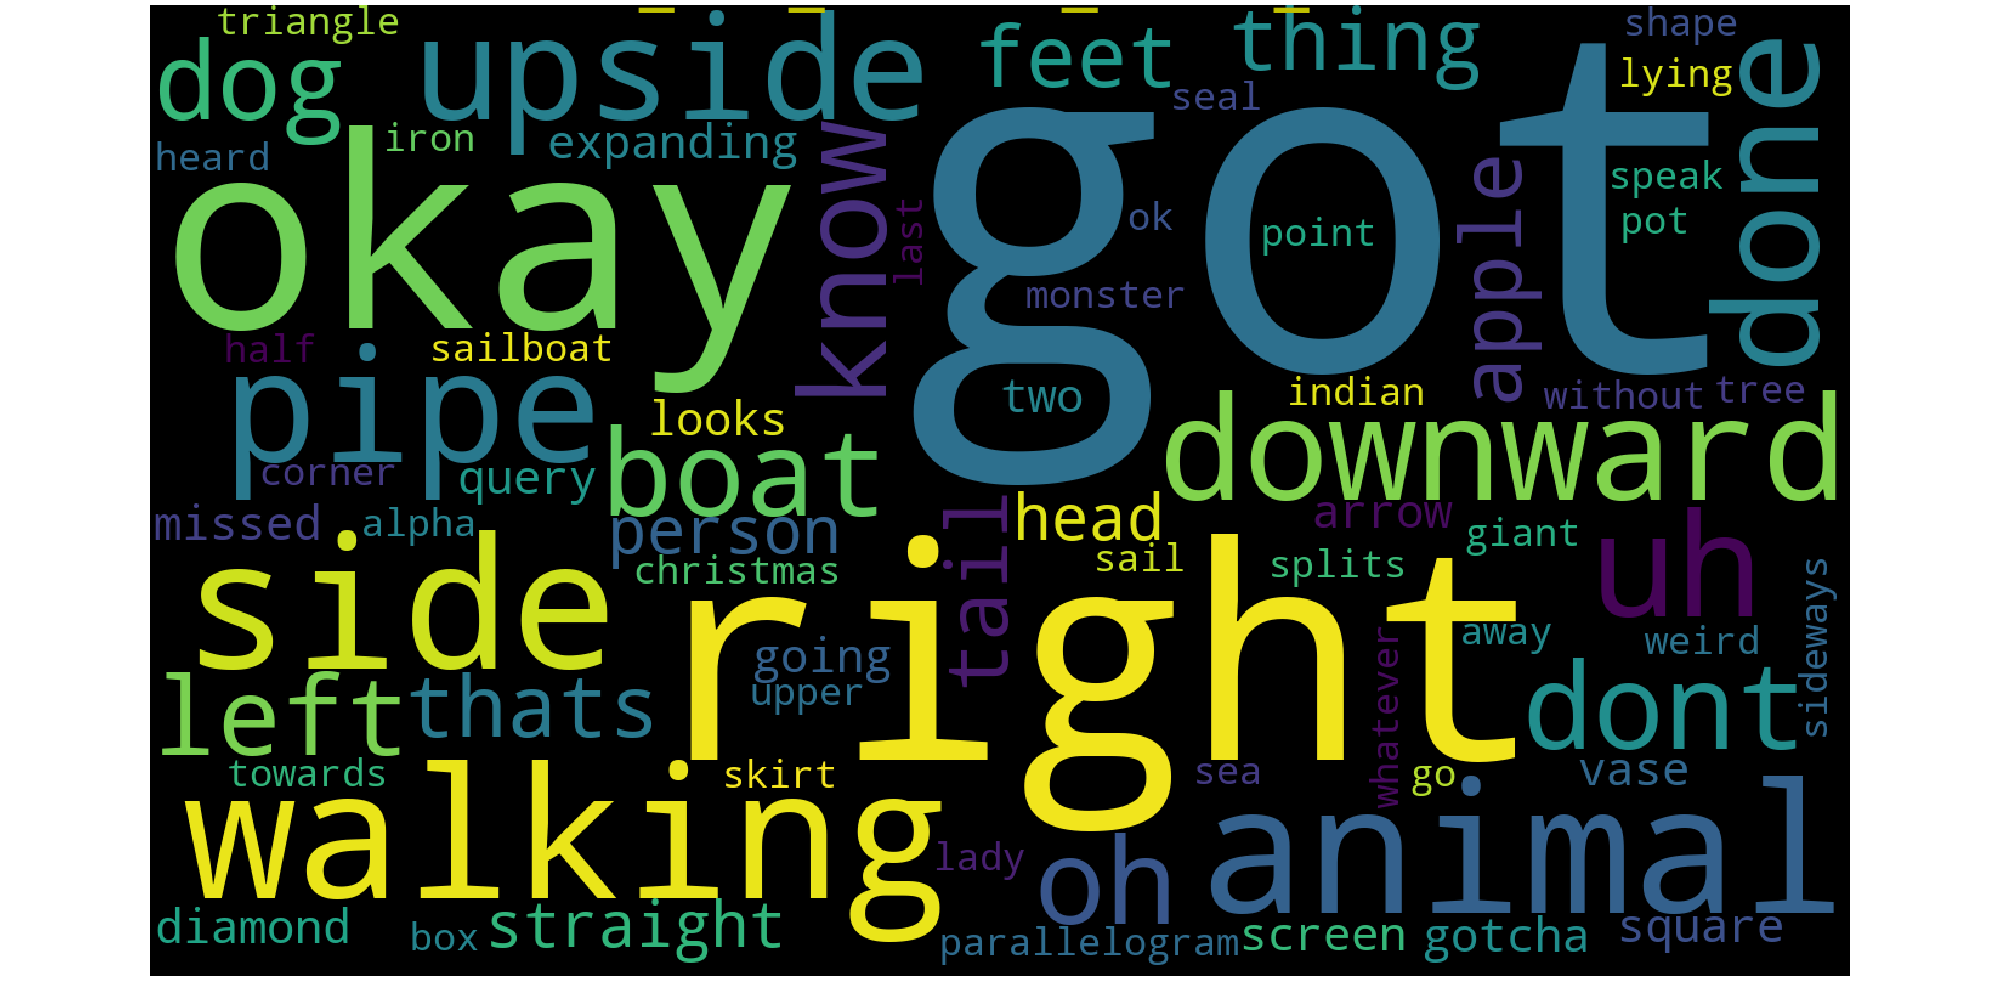 triangle
upside
feet
thing
shape
dog
got
lying
done
seal
heard
iron
expanding
know
okay
apple
speak
last
ok
pot
point
monster
half
sailboat
pipe
two
indian
without
tree
looks
boat
downward
corner
query
missed
alpha
person
tail
head
arrow
giant
uh
side
christmas
sail
splits
right
sideways
going
away
weird
left
thats
upper
whatever
dont
towards
walking
skirt
sea
go
vase
animal
lady
oh
diamond
box
straight
parallelogram
screen
gotcha
square